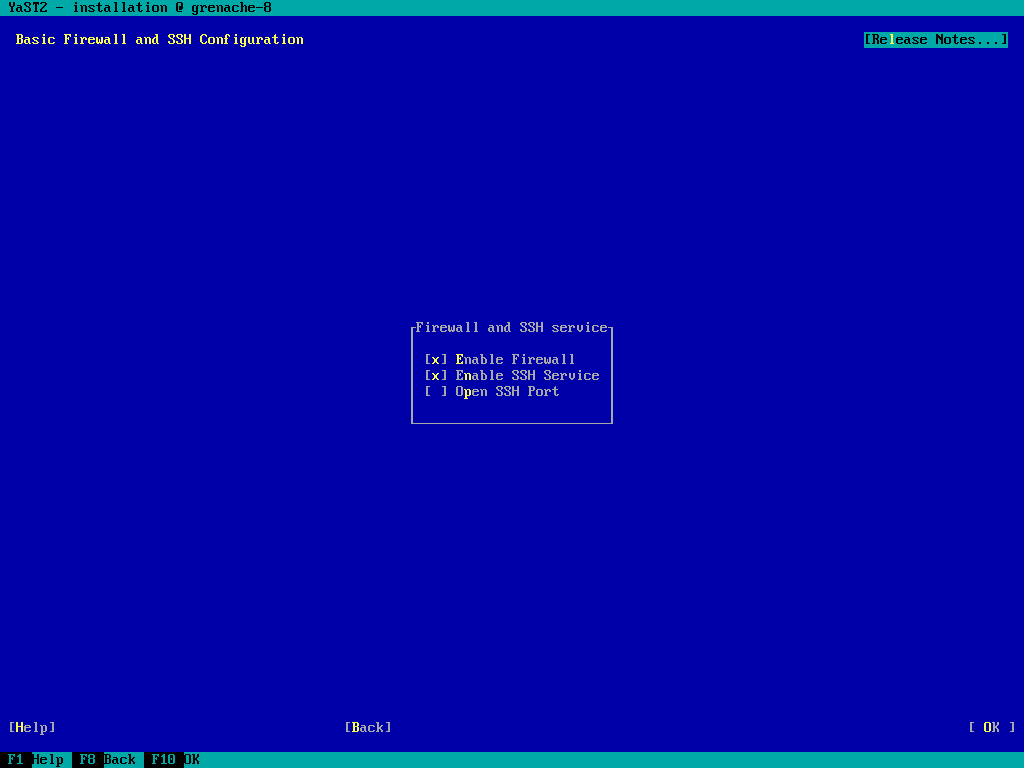 YaST2 - installation @ grenache-8
Basic Firewall and SSH Configuration [Release Notes...]
Firewall and SSH service
[x] Enable Firewall
[x] Enable SSH Service
[ ] Open SSH Port
[Help] [Back] [ OK ]
F1 Help F8 Back F10 OK